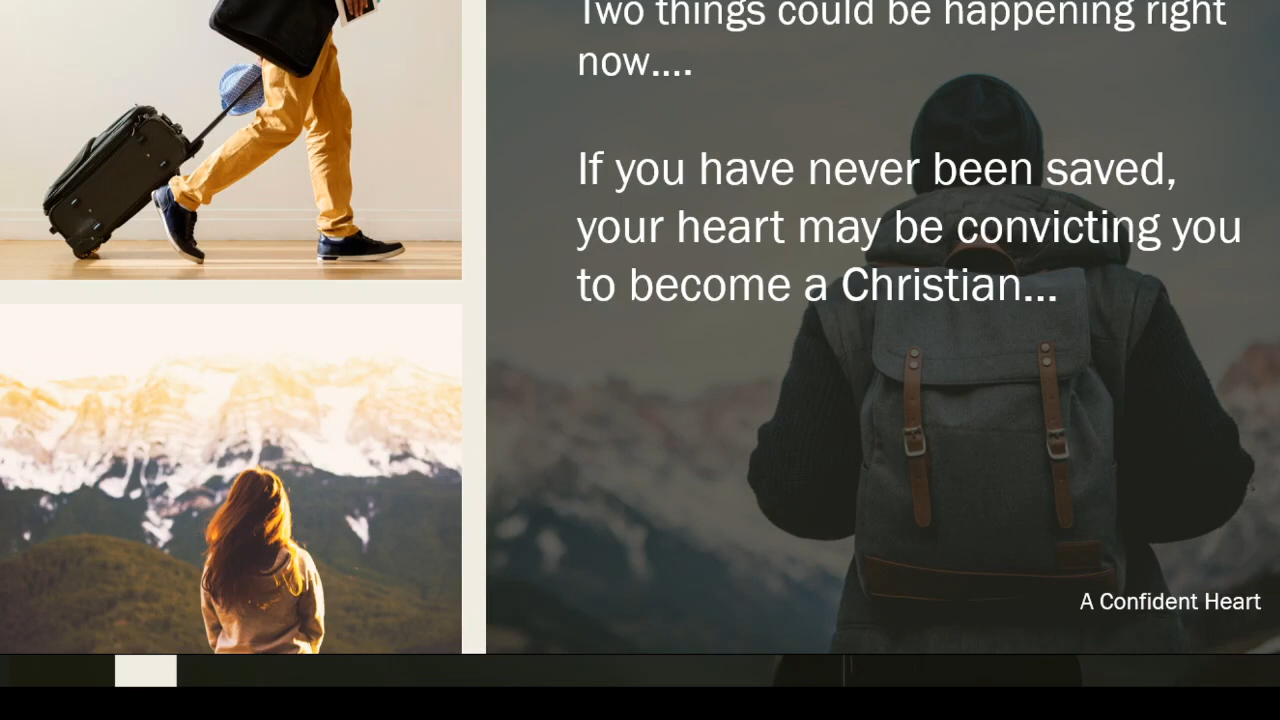 Two things could be happening right
now....
If you have never been saved,
your heart may be convicting you
to become a Christian...
A Confident Heart